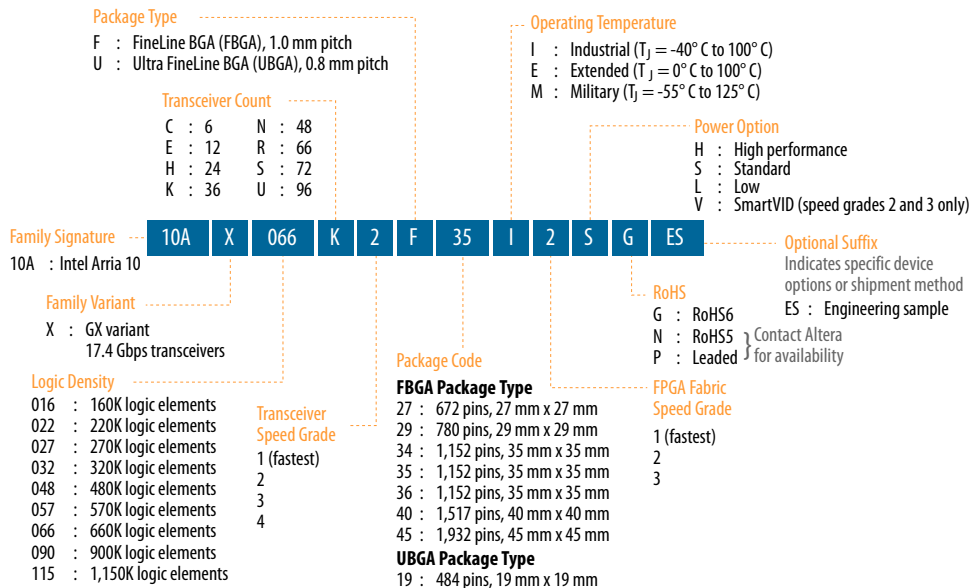 Package Type
F : FineLine BGA (FBGA), 1.0 mm pitch
U : Ultra FineLine BGA (UBGA), 0.8 mm pitch
Operating Temperature
I : Industrial (TJ = -40° C to 100° C)
E : Extended (T J = 0° C to 100° C)
M : Military (TJ = -55° C to 125° C)
Transceiver Count
C : 6 N : 48
E : 12 R : 66
H : 24 S : 72
K : 36 U : 96
Power Option
H : High performance
S : Standard
L : Low
V : SmartVID (speed grades 2 and 3 only)
Family Signature
10A : Intel Arria 10
10A X 066 K 2 F 35 I 2 S G ES
Optional Suffix
Indicates specific device
options or shipment method
ES : Engineering sample
Family Variant
X : GX variant
17.4 Gbps transceivers
RoHS
G : RoHS6
N : RoHS5
P : Leaded
} Contact Altera
for availability
Logic Density
016 : 160K logic elements
022 : 220K logic elements
027 : 270K logic elements
032 : 320K logic elements
048 : 480K logic elements
057 : 570K logic elements
066 : 660K logic elements
090 : 900K logic elements
115 : 1,150K logic elements
Transceiver
Speed Grade
1 (fastest)
2
3
4
Package Code
FBGA Package Type
27 : 672 pins, 27 mm x 27 mm
29 : 780 pins, 29 mm x 29 mm
34 : 1,152 pins, 35 mm x 35 mm
35 : 1,152 pins, 35 mm x 35 mm
36 : 1,152 pins, 35 mm x 35 mm
40 : 1,517 pins, 40 mm x 40 mm
45 : 1,932 pins, 45 mm x 45 mm
UBGA Package Type
19 : 484 pins, 19 mm x 19 mm
FPGA Fabric
Speed Grade
1 (fastest)
2
3